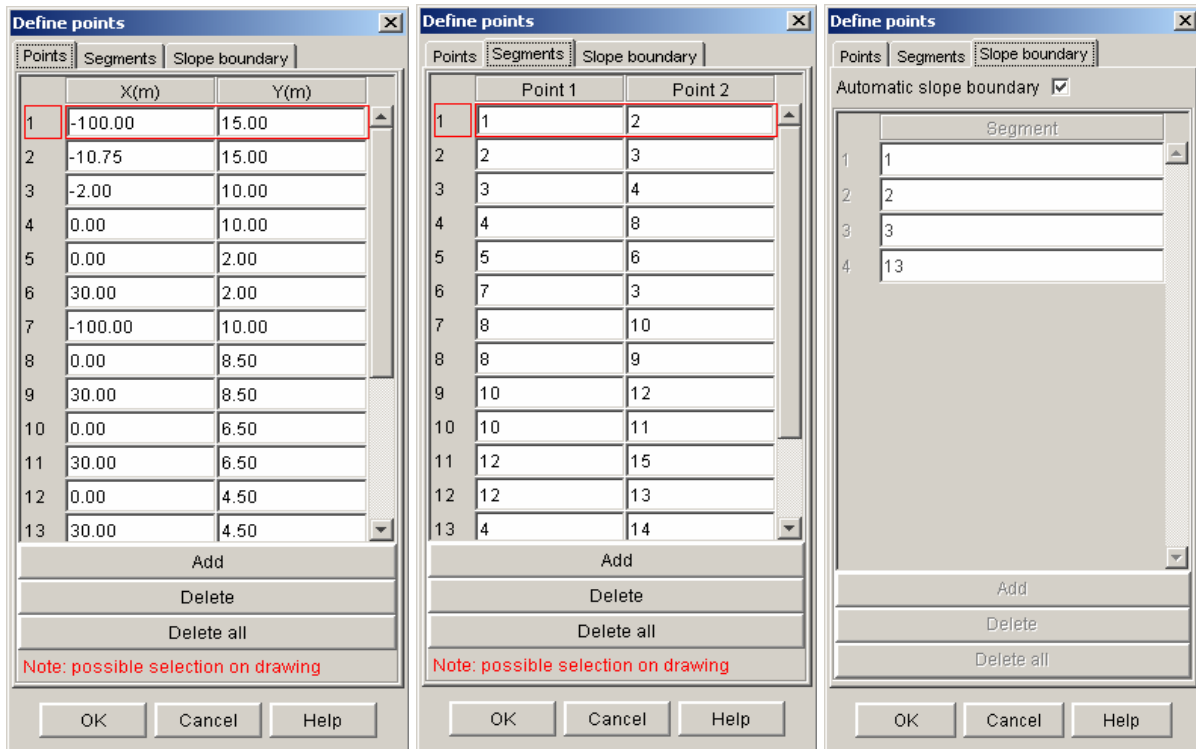 Define points
Points Segments Slope boundary
X(m) Y(m)
1 -100.00 15.00
2 -10.75 15.00
3 -2.00 10.00
4 0.00 10.00
5 0.00 2.00
6 30.00 2.00
7 -100.00 10.00
8 0.00 8.50
9 30.00 8.50
10 0.00 6.50
11 30.00 6.50
12 0.00 4.50
13 30.00 4.50
Add
Delete
Delete all
Note: possible selection on drawing
OK Cancel Help
Define points
Points Segments Slope boundary
Point 1 Point 2
1 1 2
2 2 3
3 3 4
4 4 8
5 5 6
6 7 3
7 8 10
8 8 9
9 10 12
10 10 11
11 12 15
12 12 13
13 4 14
Add
Delete
Delete all
Note: possible selection on drawing
OK Cancel Help
Define points
Points Segments Slope boundary
Automatic slope boundary
Segment
1 1
2 2
3 3
4 13
Add
Delete
Delete all
OK Cancel Help